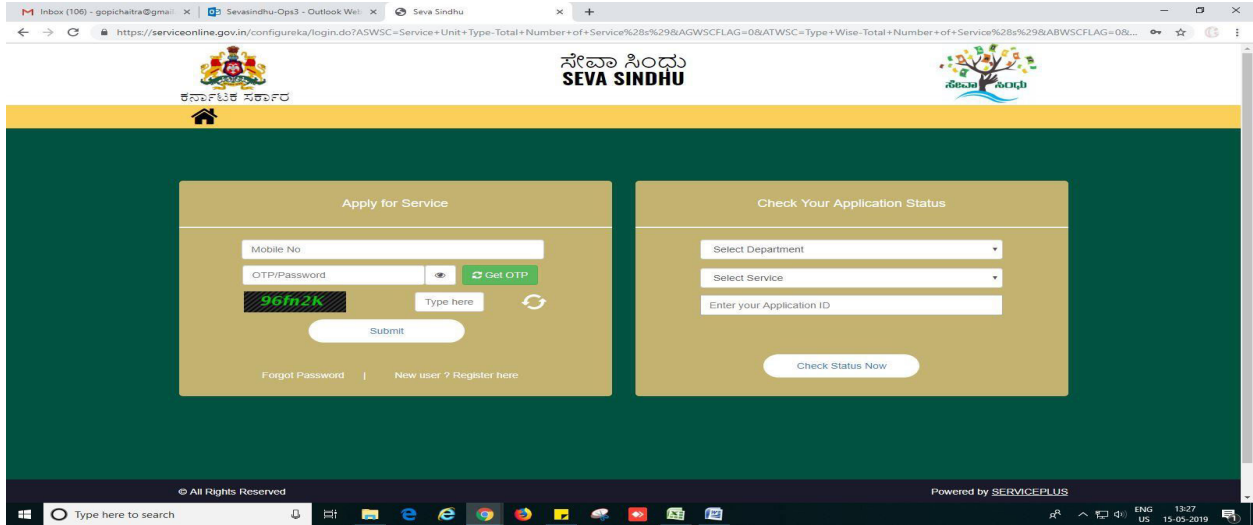 Inbox (106) - gopichaitra@gmail
Sevasindhu-Ops3 - Outlook Web
Seva Sindhu
https://serviceonline.gov.in/configureka/login.do?ASWSC=Service+Unit+Type-Total+Number+of+Service%28s%29&AGWSCFLAG=0&ATWSC=Type+Wise-Total+Number+of+Service%28s%29&ABWSCFLAG=0&...
ಕರ್ನಾಟಕ ಸರ್ಕಾರ
ಸೇವಾ ಸಿಂಧು
SEVA SINDHU
ಸೇವಾ ಸಿಂಧು
Apply for Service
Mobile No
OTP/Password
Get OTP
96fn2K
Type here
Submit
Forgot Password | New user ? Register here
Check Your Application Status
Select Department
Select Service
Enter your Application ID
Check Status Now
© All Rights Reserved
Powered by SERVICEPLUS
Type here to search
ENG
US
13:27
15-05-2019